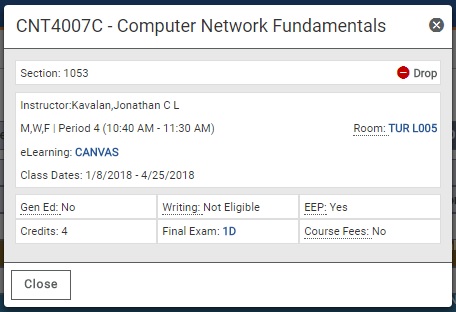 CNT4007C - Computer Network Fundamentals
Section: 1053 Drop
Instructor:Kavalan,Jonathan C L
M,W,F | Period 4 (10:40 AM - 11:30 AM) Room: TUR L005
eLearning: CANVAS
Class Dates: 1/8/2018 - 4/25/2018
Gen Ed: No Writing: Not Eligible EEP: Yes
Credits: 4 Final Exam: 1D Course Fees: No
Close